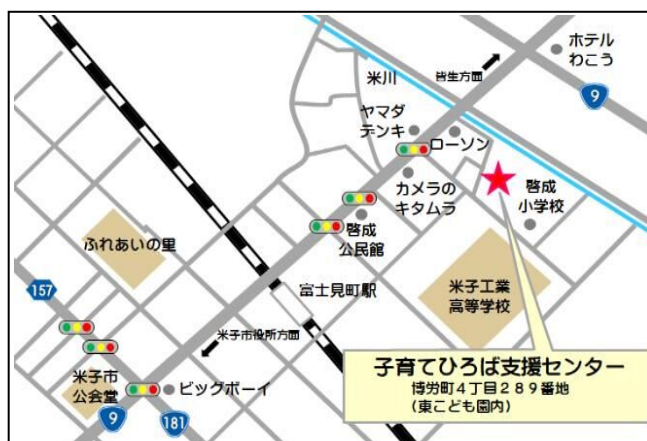 ホテル
わこう
9
皆生方面
米川
ヤマダ
デンキ
ローソン
カメラの
キタムラ
啓成
小学校
啓成
公民館
ふれあいの里
富士見町駅
米子工業
高等学校
157
米子市役所方面
米子市
公会堂
ビッグボーイ
9
181
子育てひろば支援センター
博労町4丁目289番地
(東こども園内)